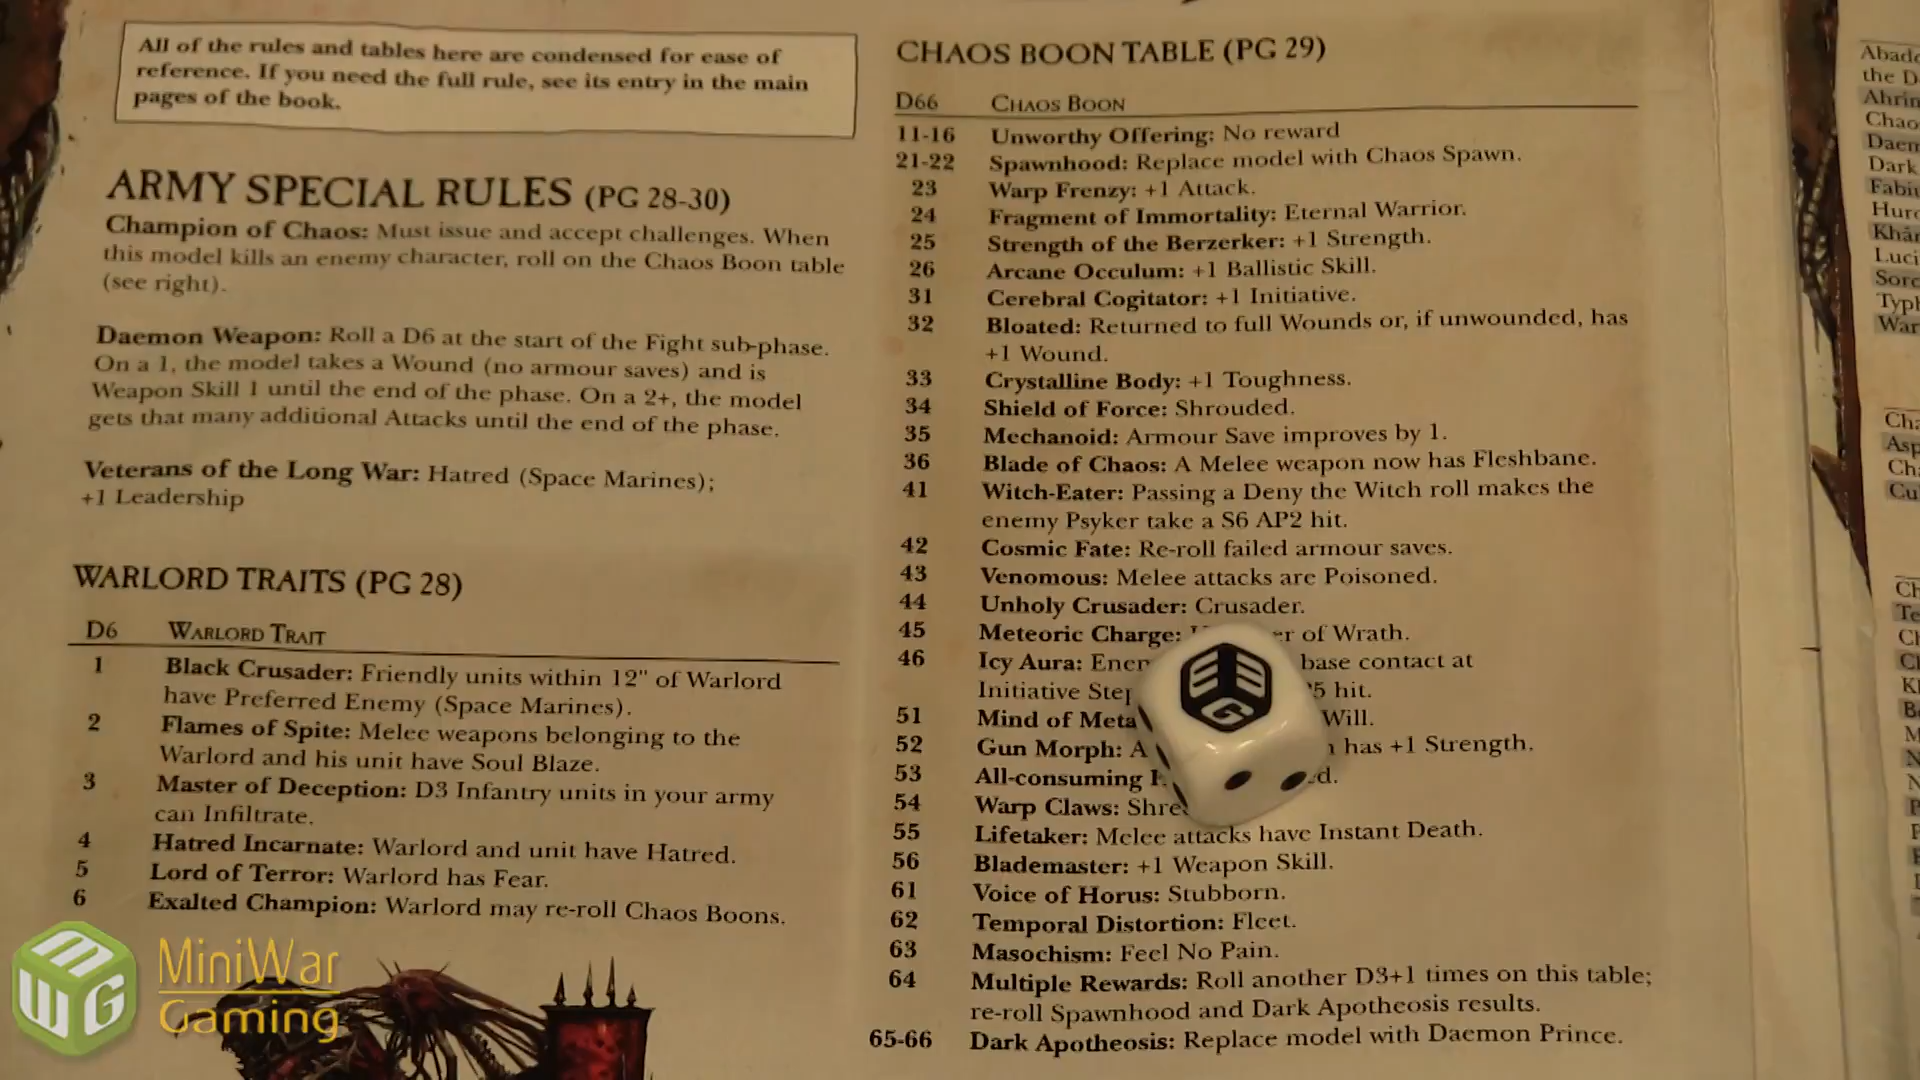 All of the rules and tables here are condensed for ease of
reference. If you need the full rule, see its entry in the main
pages of the book.
ARMY SPECIAL RULES (PG 28-30)
Champion of Chaos: Must issue and accept challenges. When
this model kills an enemy character, roll on the Chaos Boon table
(see right).
Daemon Weapon: Roll a D6 at the start of the Fight sub-phase.
On a 1, the model takes a Wound (no armour saves) and is
Weapon Skill 1 until the end of the phase. On a 2+, the model
gets that many additional Attacks until the end of the phase.
Veterans of the Long War: Hatred (Space Marines);
+1 Leadership
WARLORD TRAITS (PG 28)
D6 WARLORD TRAIT
1 Black Crusader: Friendly units within 12" of Warlord
have Preferred Enemy (Space Marines).
2 Flames of Spite: Melee weapons belonging to the
Warlord and his unit have Soul Blaze.
3 Master of Deception: D3 Infantry units in your army
can Infiltrate.
4 Hatred Incarnate: Warlord and unit have Hatred.
5 Lord of Terror: Warlord has Fear.
6 Exalted Champion: Warlord may re-roll Chaos Boons.
MWG
MiniWar
Gaming
CHAOS BOON TABLE (PG 29)
D66 CHAOS BOON
11-16 Unworthy Offering: No reward
21-22 Spawnhood: Replace model with Chaos Spawn.
23 Warp Frenzy: +1 Attack.
24 Fragment of Immortality: Eternal Warrior.
25 Strength of the Berzerker: +1 Strength.
26 Arcane Occulum: +1 Ballistic Skill.
31 Cerebral Cogitator: +1 Initiative.
32 Bloated: Returned to full Wounds or, if unwounded, has
+1 Wound.
33 Crystalline Body: +1 Toughness.
34 Shield of Force: Shrouded.
35 Mechanoid: Armour Save improves by 1.
36 Blade of Chaos: A Melee weapon now has Fleshbane.
41 Witch-Eater: Passing a Deny the Witch roll makes the
enemy Psyker take a S6 AP2 hit.
42 Cosmic Fate: Re-roll failed armour saves.
43 Venomous: Melee attacks are Poisoned.
44 Unholy Crusader: Crusader.
45 Meteoric Charge: of Wrath.
46 Icy Aura: base contact at
Initiative Step hit.
51 Mind of Will.
52 Gun Morph: A has +1 Strength.
53 All-consuming
54 Warp Claws:
55 Lifetaker: Melee attacks have Instant Death.
56 Blademaster: +1 Weapon Skill.
61 Voice of Horus: Stubborn.
62 Temporal Distortion: Fleet.
63 Masochism: Feel No Pain.
64 Multiple Rewards: Roll another D3+1 times on this table;
re-roll Spawnhood and Dark Apotheosis results.
65-66 Dark Apotheosis: Replace model with Daemon Prince.